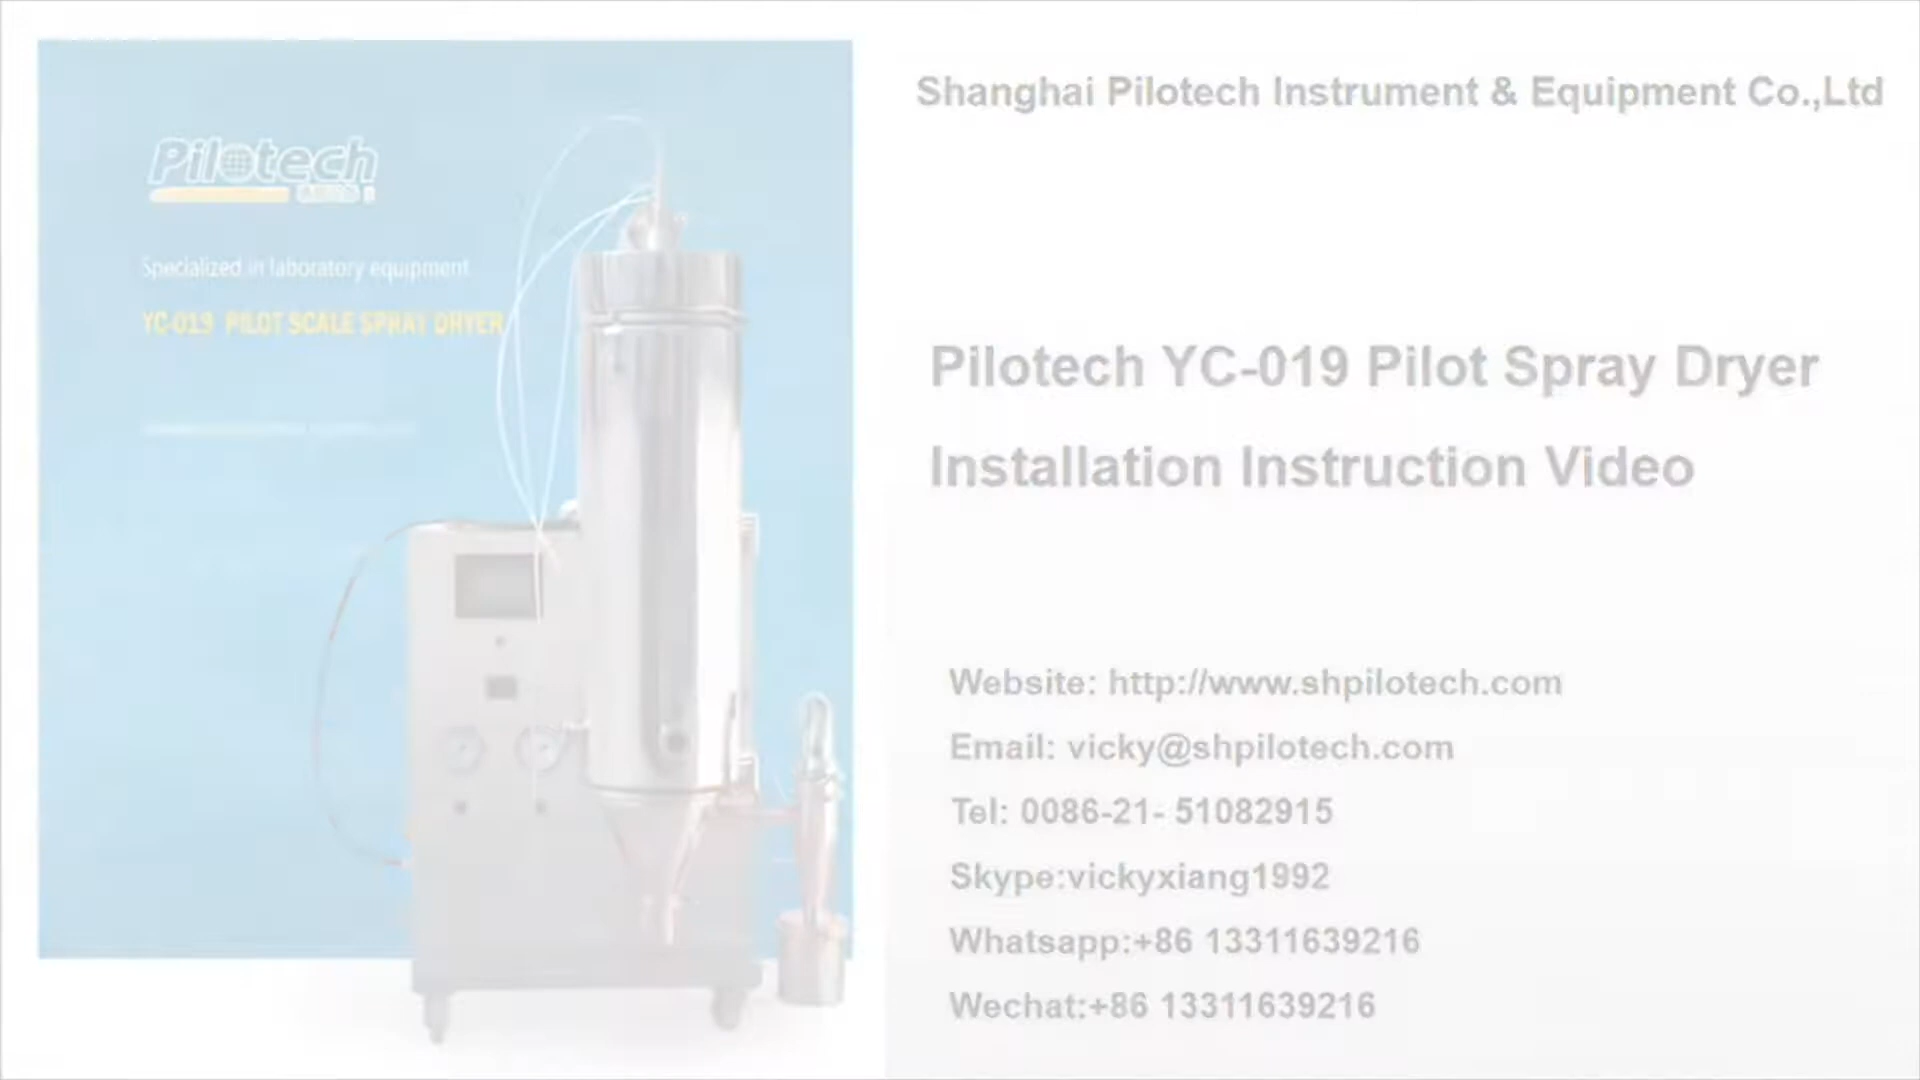 Pilotech
Specialized in laboratory equipment
YC-019 PILOT SCALE SPRAY DRYER
Shanghai Pilotech Instrument & Equipment Co.,Ltd
Pilotech YC-019 Pilot Spray Dryer
Installation Instruction Video
Website: http://www.shpilotech.com
Email: vicky@shpilotech.com
Tel: 0086-21- 51082915
Skype:vickyxiang1992
Whatsapp:+86 13311639216
Wechat:+86 13311639216